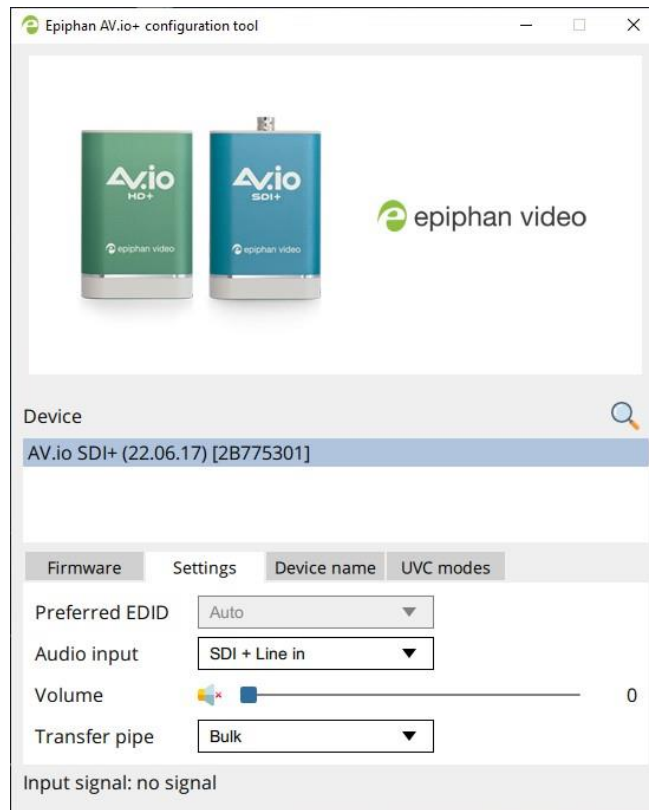 Epiphan AV.io+ configuration tool
AV.io
HD+
epiphan video
AV.io
SDI+
epiphan video
epiphan video
Device
AV.io SDI+ (22.06.17) [2B775301]
Firmware Settings Device name UVC modes
Preferred EDID Auto
Audio input SDI + Line in
Volume 0
Transfer pipe Bulk
Input signal: no signal